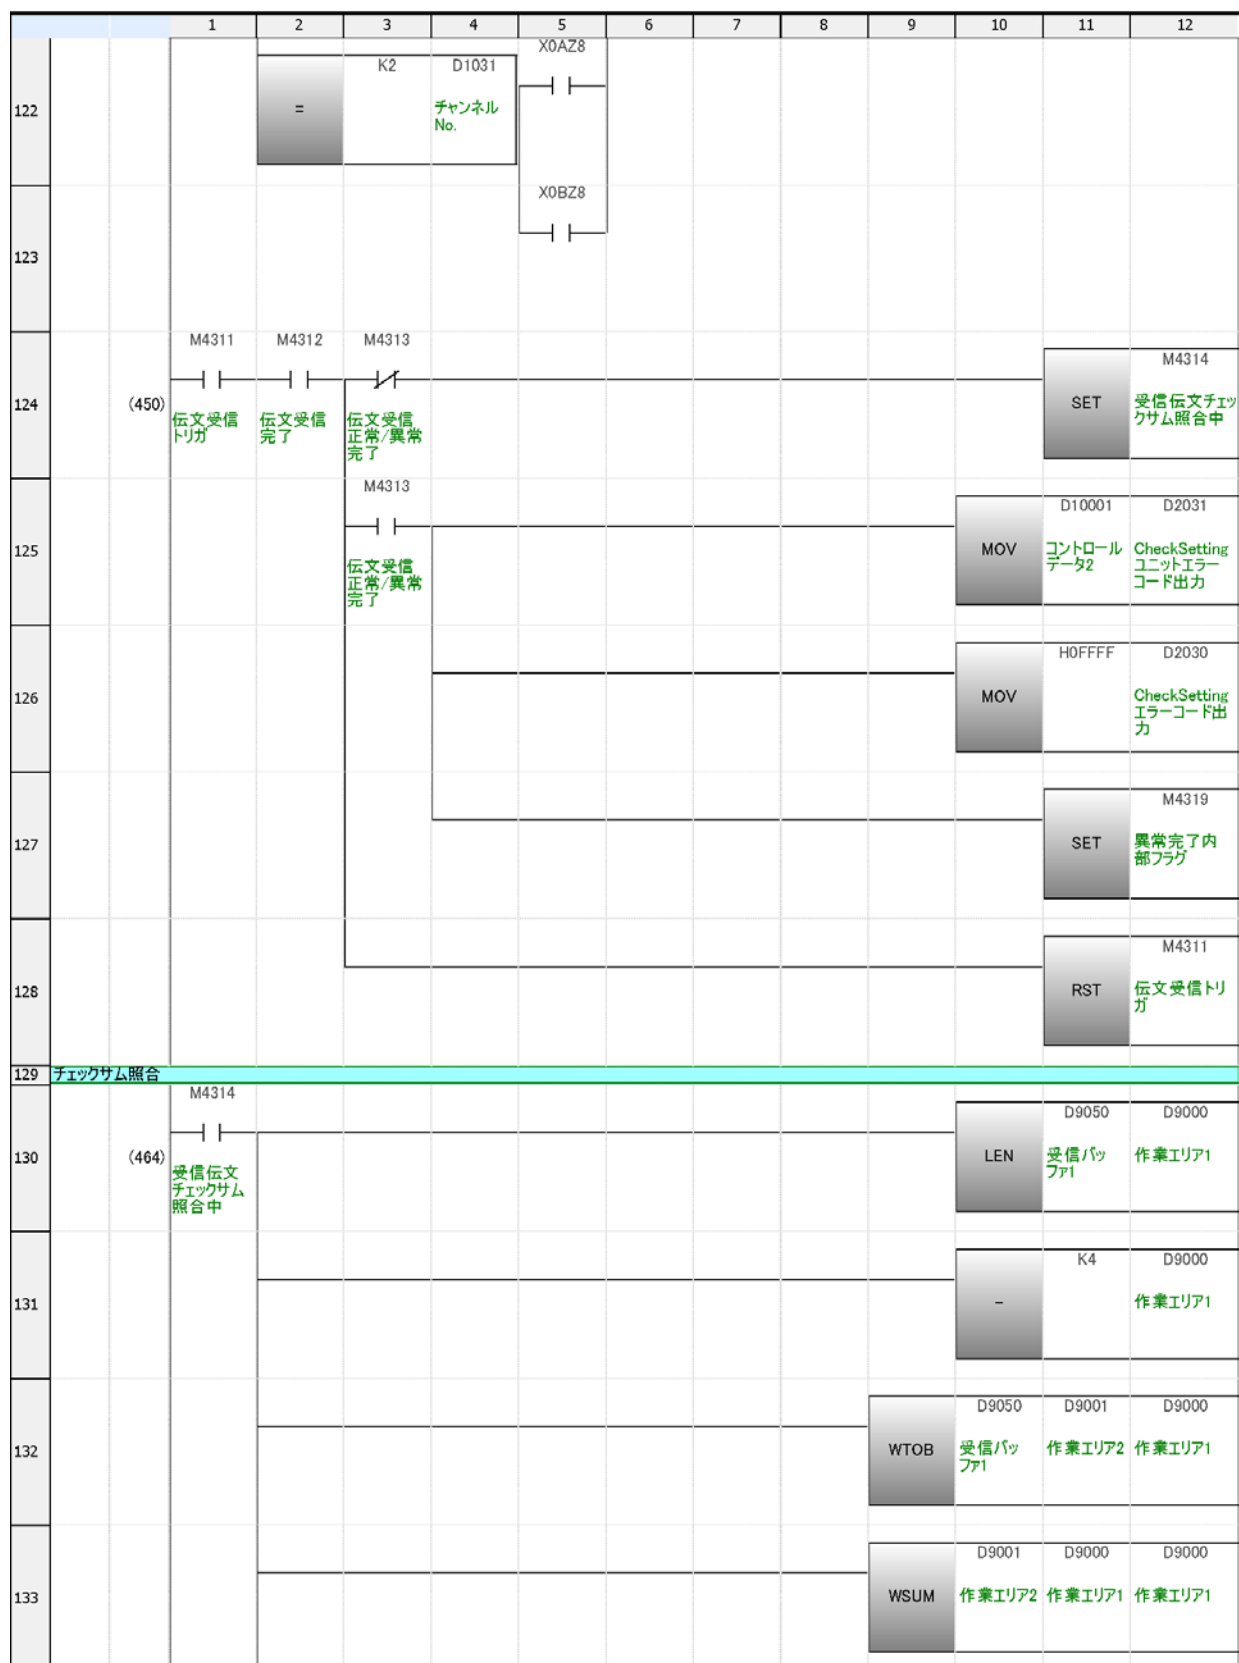 1 2 3 4 5 6 7 8 9 10 11 12
X0AZ8
K2 D1031
122 = チャンネル
No.
X0BZ8
123
M4311 M4312 M4313
M4314
124 (450) SET 受信伝文チェッ
クサム照合中
伝文受信
トリガ
伝文受信
完了
伝文受信
正常/異常
完了
M4313
D10001 D2031
125 MOV コントロール
データ2
CheckSetting
ユニットエラー
コード出力
伝文受信
正常/異常
完了
H0FFFF D2030
126 MOV CheckSetting
エラーコード出
力
M4319
127 SET 異常完了内
部フラグ
M4311
128 RST 伝文受信トリ
ガ
129 チェックサム照合
M4314
D9050 D9000
130 (464) LEN 受信バッ
ファ1
作業エリア1
受信伝文
チェックサム
照合中
K4 D9000
131 - 作業エリア1
D9050 D9001 D9000
132 WTOB 受信バッ
ファ1
作業エリア2 作業エリア1
D9001 D9000 D9000
133 WSUM 作業エリア2 作業エリア1 作業エリア1